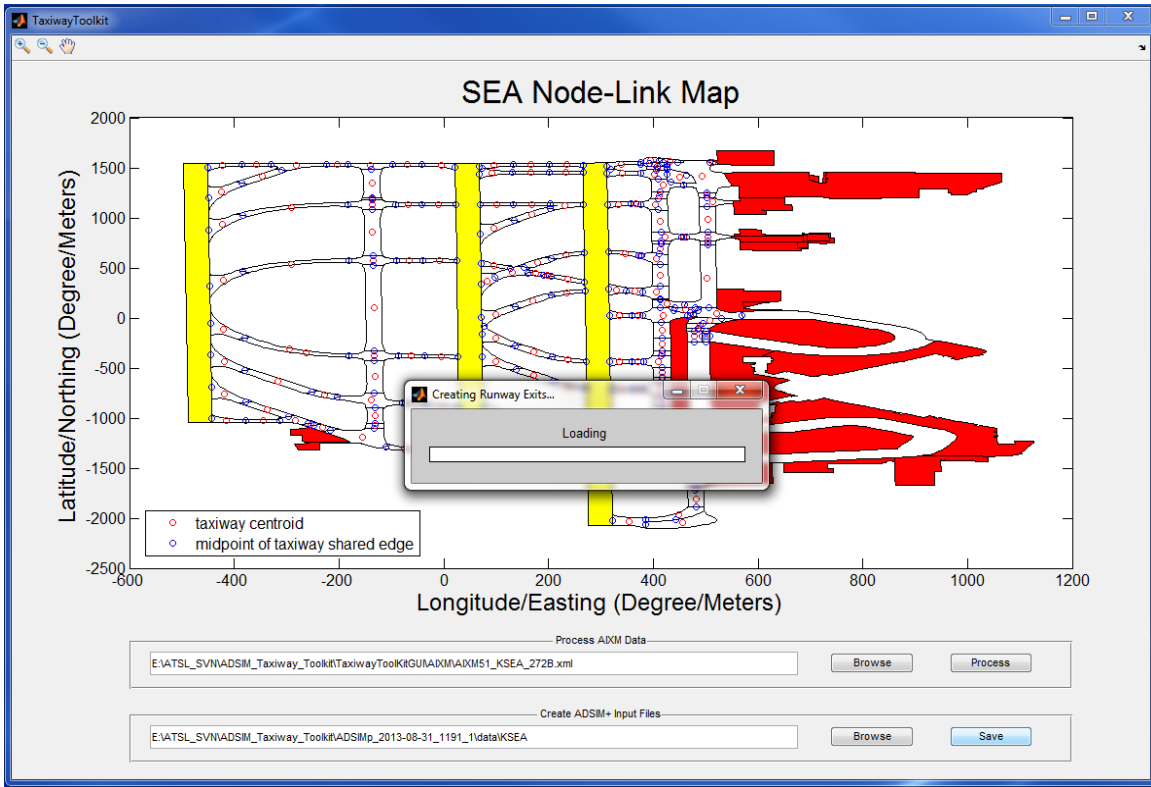 TaxiwayToolkit
SEA Node-Link Map
2000
1500
1000
500
0
-500
-1000
-1500
-2000
-2500
Latitude/Northing (Degree/Meters)
Creating Runway Exits...
Loading
taxiway centroid
midpoint of taxiway shared edge
-600
-400
-200
0
200
400
600
800
1000
1200
Longitude/Easting (Degree/Meters)
Process AIXM Data
E:\ATSL_SVN\ADSIM_Taxiway_Toolkit\TaxiwayToolKitGUI\AIXM\AIXM51_KSEA_272B.xml
Browse
Process
Create ADSIM+ Input Files
E:\ATSL_SVN\ADSIM_Taxiway_Toolkit\ADSIMp_2013-08-31_1191_1\data\KSEA
Browse
Save